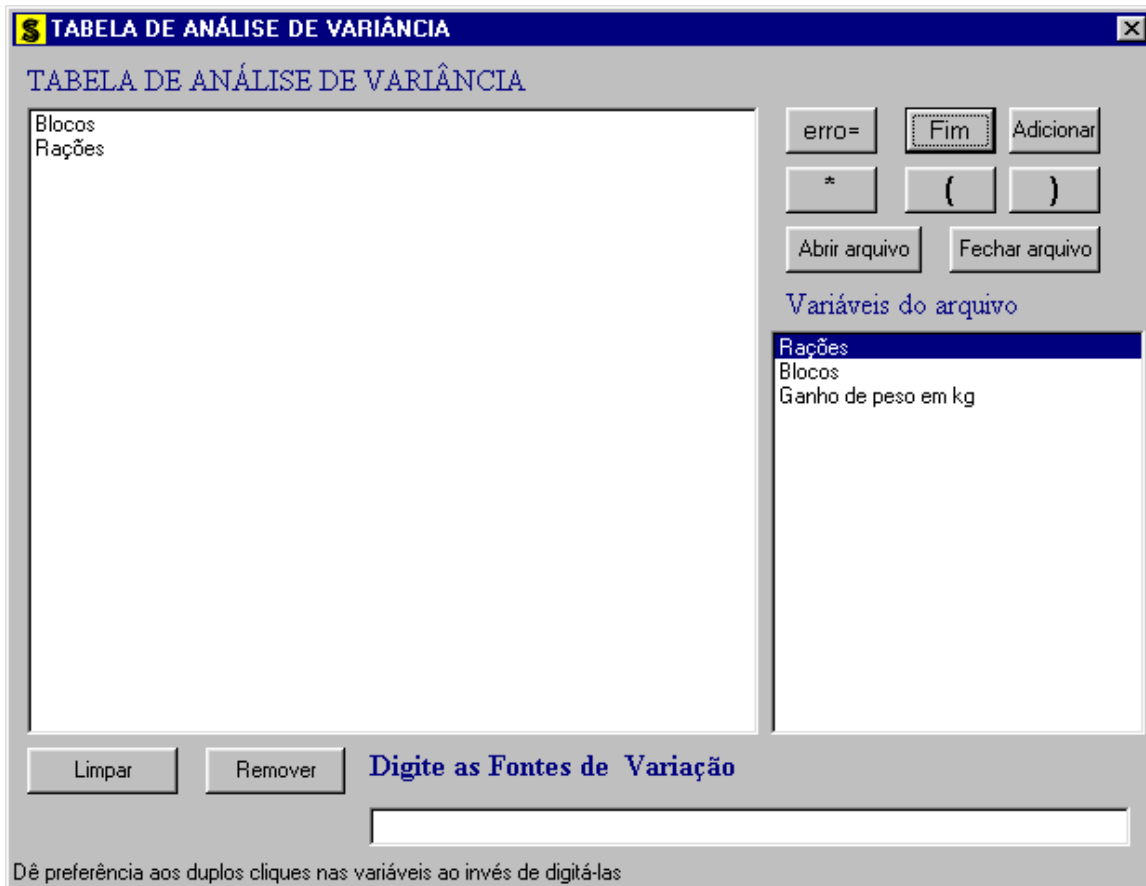 S TABELA DE ANÁLISE DE VARIÂNCIA
TABELA DE ANÁLISE DE VARIÂNCIA
Blocos
Rações
erro= Fim Adicionar
* ( )
Abrir arquivo Fechar arquivo
Variáveis do arquivo
Rações
Blocos
Ganho de peso em kg
Limpar Remover Digite as Fontes de Variação
Dê preferência aos duplos cliques nas variáveis ao invés de digitá-las